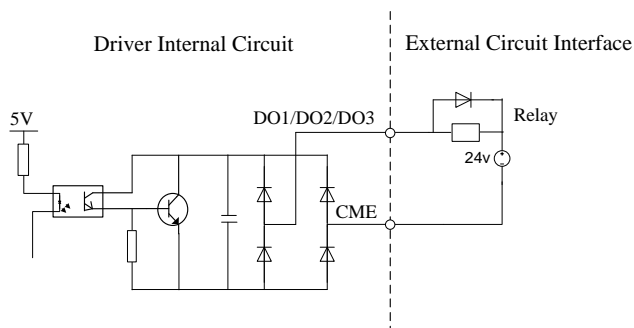 Driver Internal Circuit
External Circuit Interface
5V
DO1/DO2/DO3
Relay
24v
CME